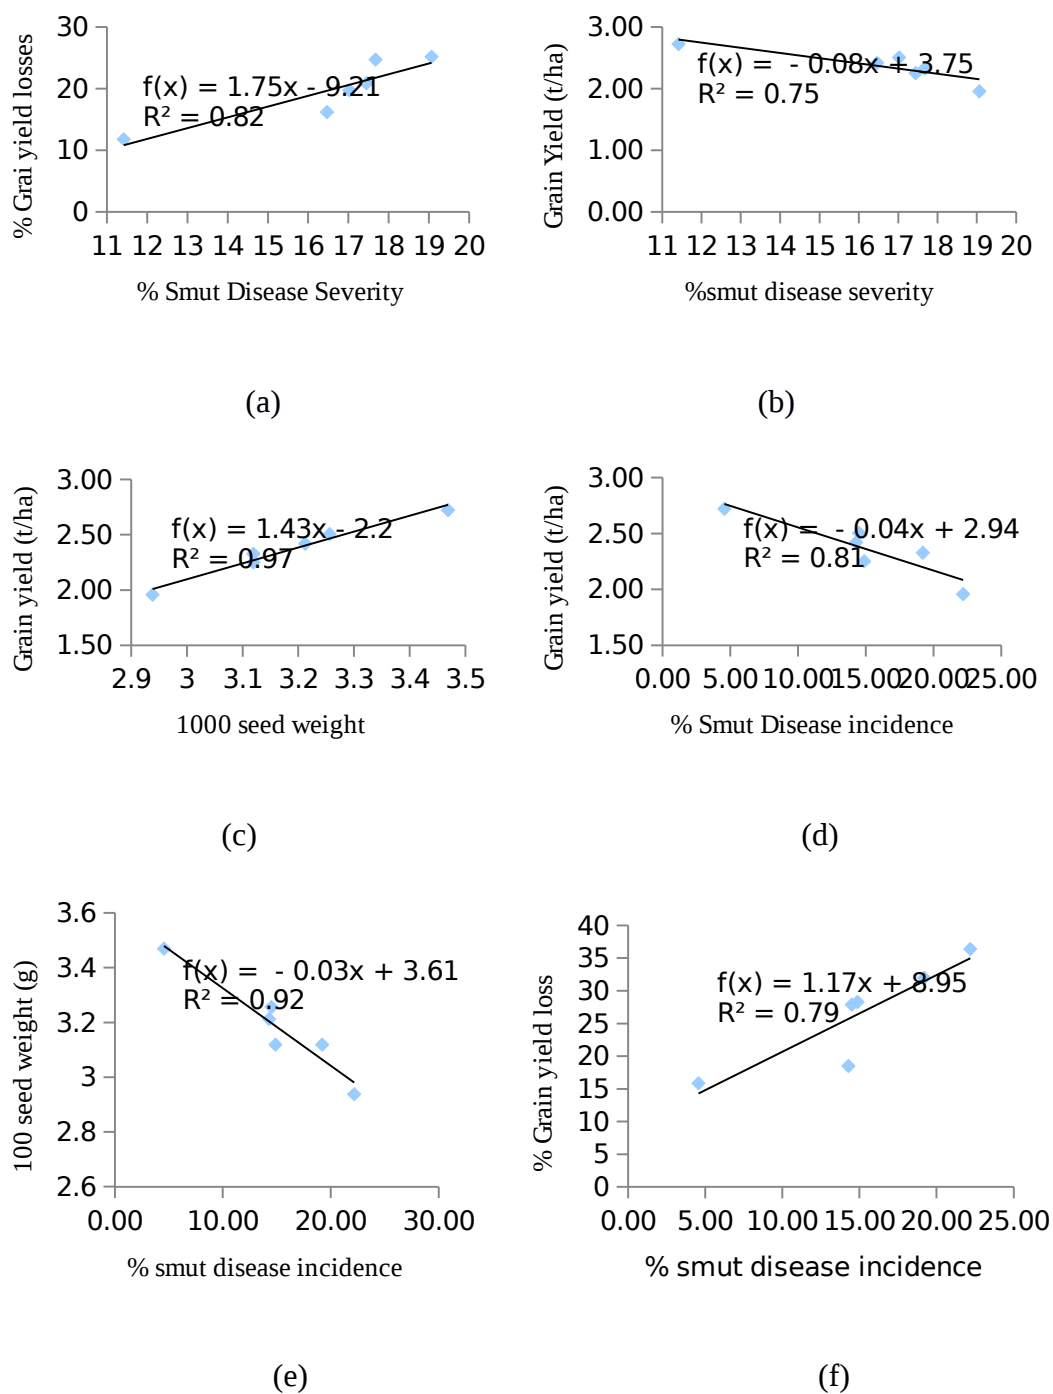 % Grai yield losses
30
20
10
0
f(x) = 1.75x - 9.21
R² = 0.82
11 12 13 14 15 16 17 18 19 20
% Smut Disease Severity
(a)
Grain Yield (t/ha)
3.00
2.00
1.00
0.00
f(x) = - 0.08x + 3.75
R² = 0.75
11 12 13 14 15 16 17 18 19 20
%smut disease severity
(b)
Grain yield (t/ha)
3.00
2.50
2.00
1.50
f(x) = 1.43x - 2.2
R² = 0.97
2.9 3 3.1 3.2 3.3 3.4 3.5
1000 seed weight
(c)
Grain yield (t/ha)
3.00
2.50
2.00
1.50
f(x) = - 0.04x + 2.94
R² = 0.81
0.00 5.00 10.00 15.00 20.00 25.00
% Smut Disease incidence
(d)
100 seed weight (g)
3.6
3.4
3.2
3
2.8
2.6
f(x) = - 0.03x + 3.61
R² = 0.92
0.00 10.00 20.00 30.00
% smut disease incidence
(e)
% Grain yield loss
40
35
30
25
20
15
10
5
0
f(x) = 1.17x + 8.95
R² = 0.79
0.00 5.00 10.00 15.00 20.00 25.00
% smut disease incidence
(f)